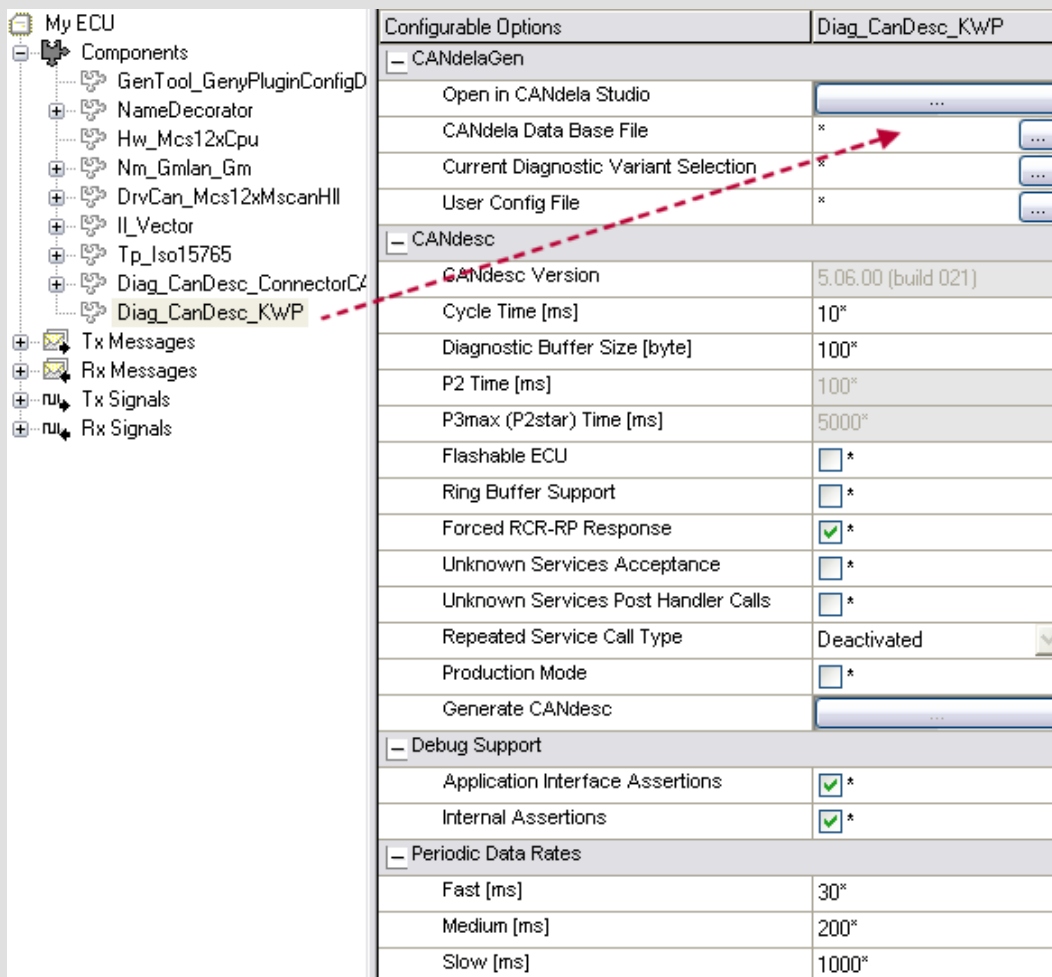 My ECU
Components
GenTool_GenyPluginConfigD
NameDecorator
Hw_Mcs12xCpu
Nm_Gmlan_Gm
DrvCan_Mcs12xMscanHll
Il_Vector
Tp_Iso15765
Diag_CanDesc_ConnectorCA
Diag_CanDesc_KWP
Tx Messages
Rx Messages
Tx Signals
Rx Signals
Configurable Options Diag_CanDesc_KWP
CANdelaGen
Open in CANdela Studio ...
CANdela Data Base File * ...
Current Diagnostic Variant Selection * ...
User Config File * ...
CANdesc
CANdesc Version 5.06.00 (build 021)
Cycle Time [ms] 10*
Diagnostic Buffer Size [byte] 100*
P2 Time [ms] 100*
P3max (P2star) Time [ms] 5000*
Flashable ECU *
Ring Buffer Support *
Forced RCR-RP Response *
Unknown Services Acceptance *
Unknown Services Post Handler Calls *
Repeated Service Call Type Deactivated
Production Mode *
Generate CANdesc ...
Debug Support
Application Interface Assertions *
Internal Assertions *
Periodic Data Rates
Fast [ms] 30*
Medium [ms] 200*
Slow [ms] 1000*